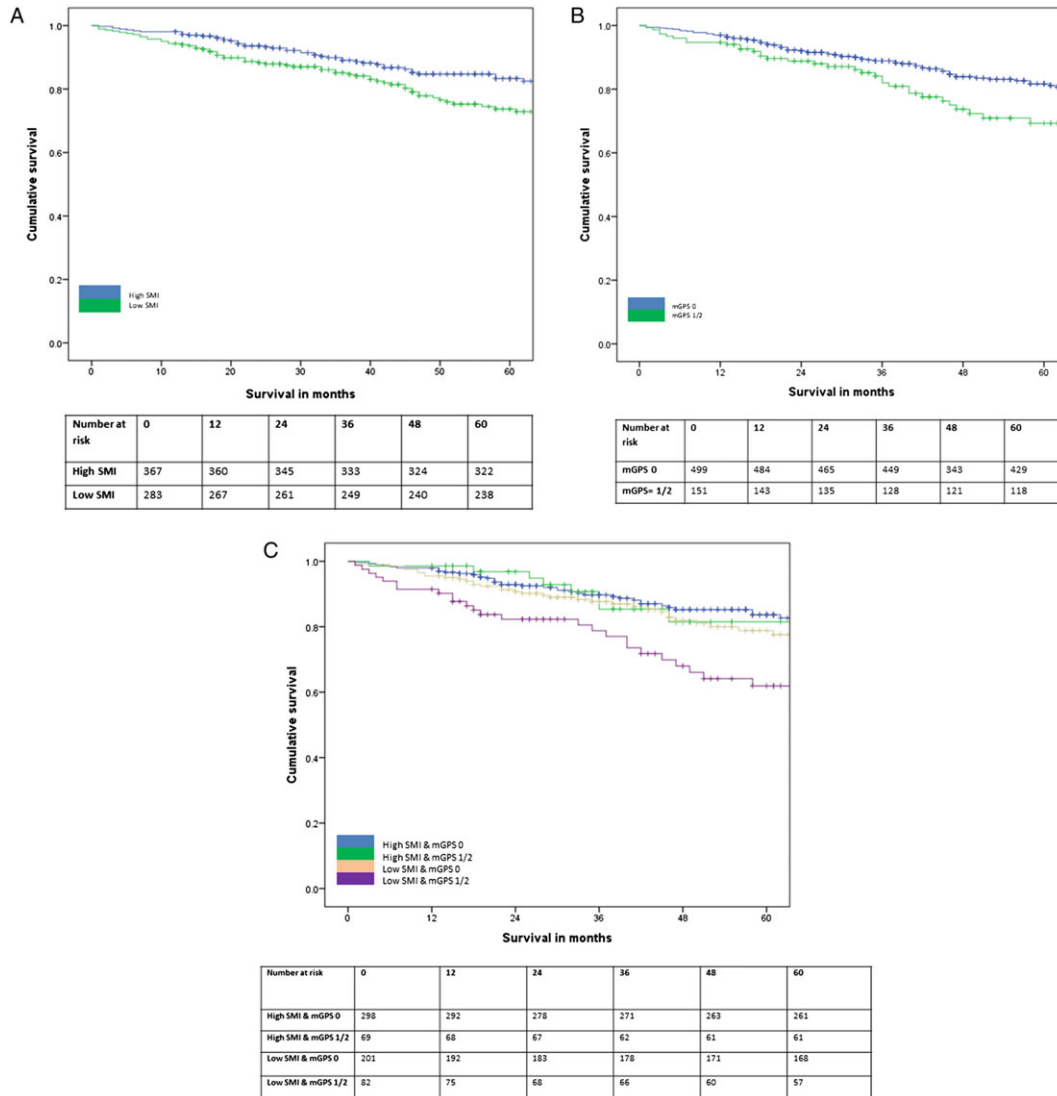 A
1.0
0.8
0.6
0.4
0.2
0.0
Cumulative survival
High SMI
Low SMI
0 10 20 30 40 50 60
Survival in months
Number at risk 0 12 24 36 48 60
High SMI 367 360 345 333 324 322
Low SMI 283 267 261 249 240 238
B
1.0
0.8
0.6
0.4
0.2
0.0
Cumulative survival
mGPS 0
mGPS 1/2
0 12 24 36 48 60
Survival in months
Number at risk 0 12 24 36 48 60
mGPS 0 499 484 465 449 343 429
mGPS= 1/2 151 143 135 128 121 118
C
1.0
0.8
0.6
0.4
0.2
0.0
Cumulative survival
High SMI & mGPS 0
High SMI & mGPS 1/2
Low SMI & mGPS 0
Low SMI & mGPS 1/2
0 12 24 36 48 60
Survival in months
Number at risk 0 12 24 36 48 60
High SMI & mGPS 0 298 292 278 271 263 261
High SMI & mGPS 1/2 69 68 67 62 61 61
Low SMI & mGPS 0 201 192 183 178 171 168
Low SMI & mGPS 1/2 82 75 68 66 60 57